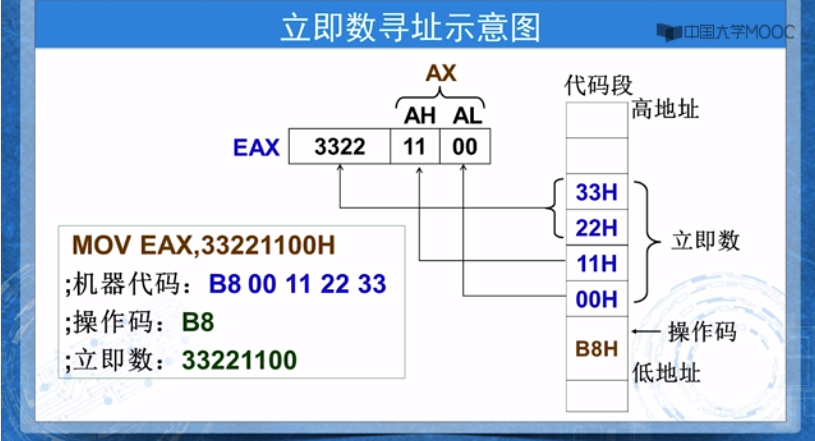 立即数寻址示意图
中国大学MOOC
AX
AH AL
EAX 3322 11 00
代码段
高地址
33H
22H
11H
00H
立即数
B8H
操作码
低地址
MOV EAX,33221100H
;机器代码：B8 00 11 22 33
;操作码：B8
;立即数：33221100